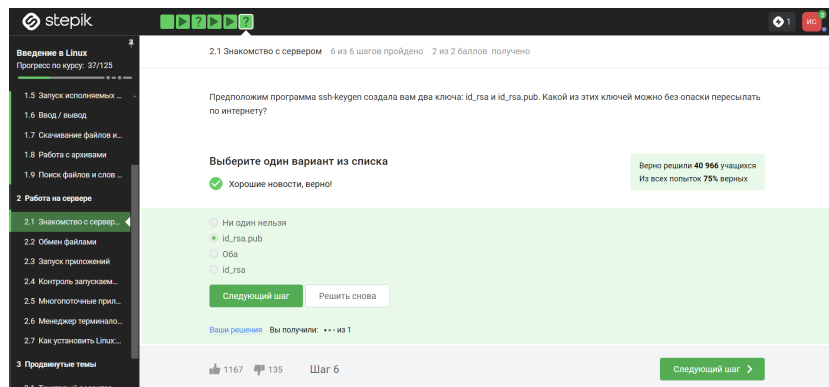 stepik
1
ИС
2
Введение в Linux
Прогресс по курсу: 37/125
2.1 Знакомство с сервером 6 из 6 шагов пройдено 2 из 2 баллов получено
1.5 Запуск исполняемых ...
1.6 Ввод / вывод
1.7 Скачивание файлов и...
1.8 Работа с архивами
1.9 Поиск файлов и слов ...
2 Работа на сервере
2.1 Знакомство с сервер...
2.2 Обмен файлами
2.3 Запуск приложений
2.4 Контроль запускаем...
2.5 Многопоточные прил...
2.6 Менеджер терминало...
2.7 Как установить Linux:...
3 Продвинутые темы
Предположим программа ssh-keygen создала вам два ключа: id_rsa и id_rsa.pub. Какой из этих ключей можно без опаски пересылать
по интернету?
Выберите один вариант из списка
Хорошие новости, верно!
Верно решили 40 966 учащихся
Из всех попыток 75% верных
Ни один нельзя
id_rsa.pub
Оба
id_rsa
Следующий шаг
Решить снова
Ваши решения Вы получили: ••• из 1
1167 135 Шаг 6
Следующий шаг